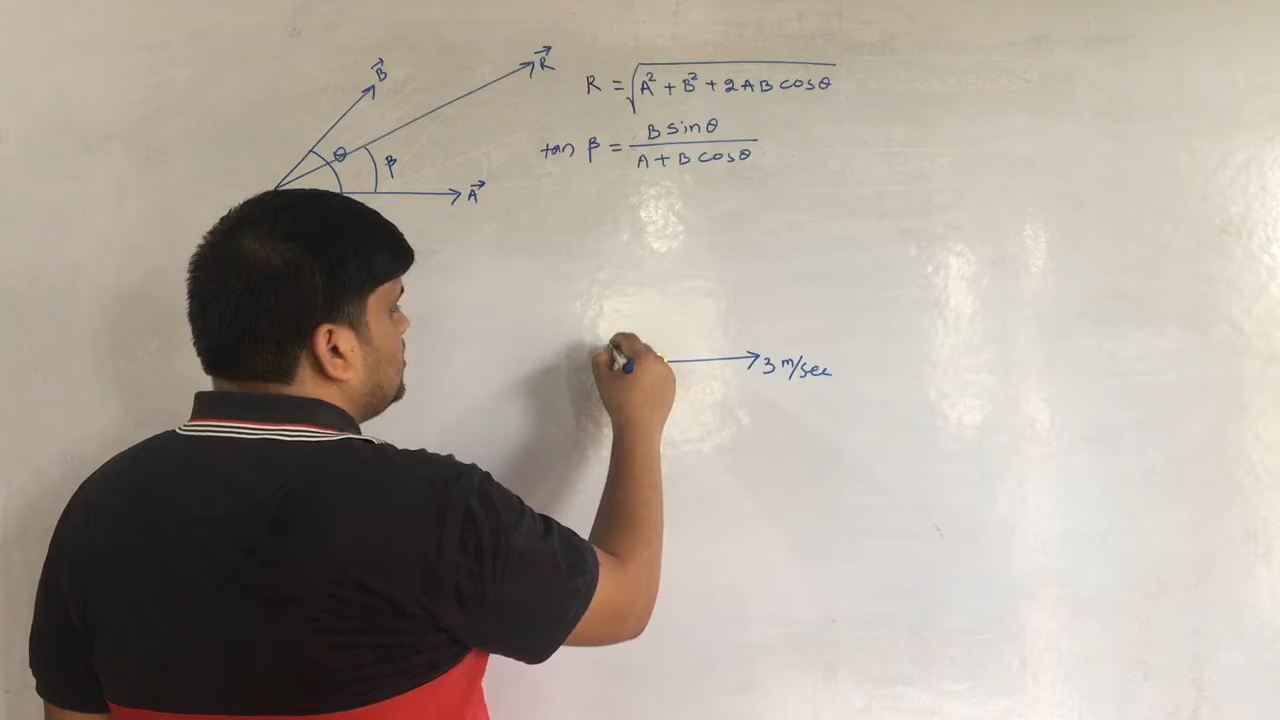 B⃗
R⃗
R = √(A² + B² + 2AB cosθ)
θ
β
tan β = B sinθ / (A + B cosθ)
A⃗
3 m/sec